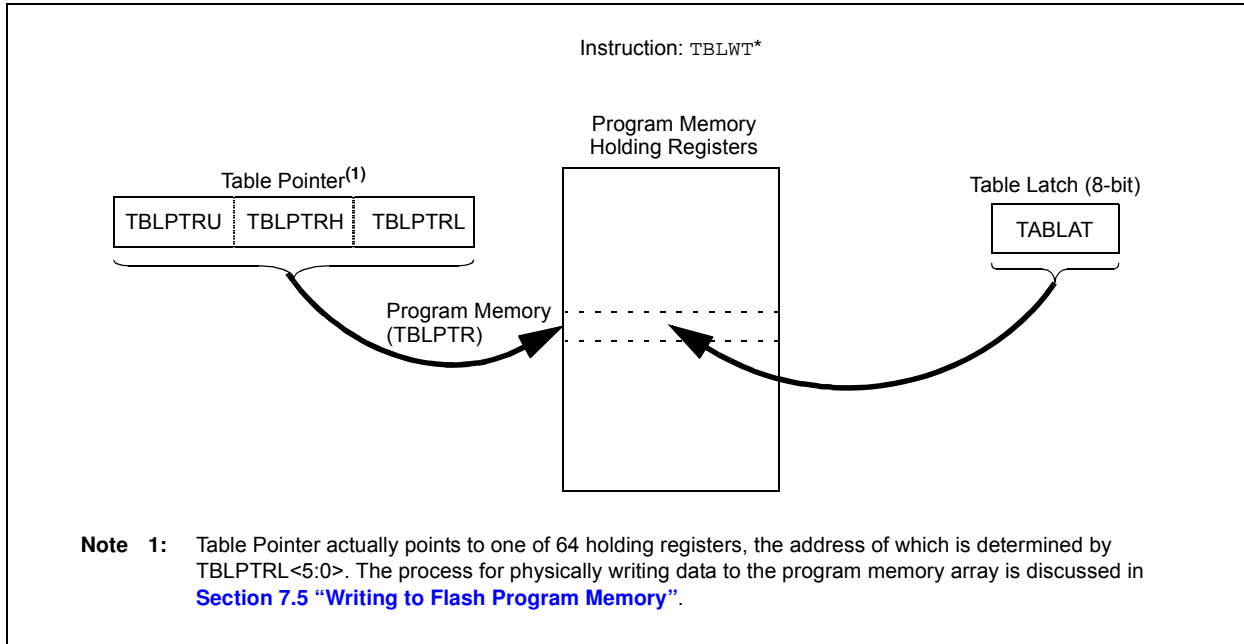 Instruction: TBLWT*
Program Memory
Holding Registers
Table Pointer(1)
Table Latch (8-bit)
TBLPTRU TBLPTRH TBLPTRL
TABLAT
Program Memory
(TBLPTR)
Note 1: Table Pointer actually points to one of 64 holding registers, the address of which is determined by
TBLPTRL<5:0>. The process for physically writing data to the program memory array is discussed in
Section 7.5 “Writing to Flash Program Memory”.